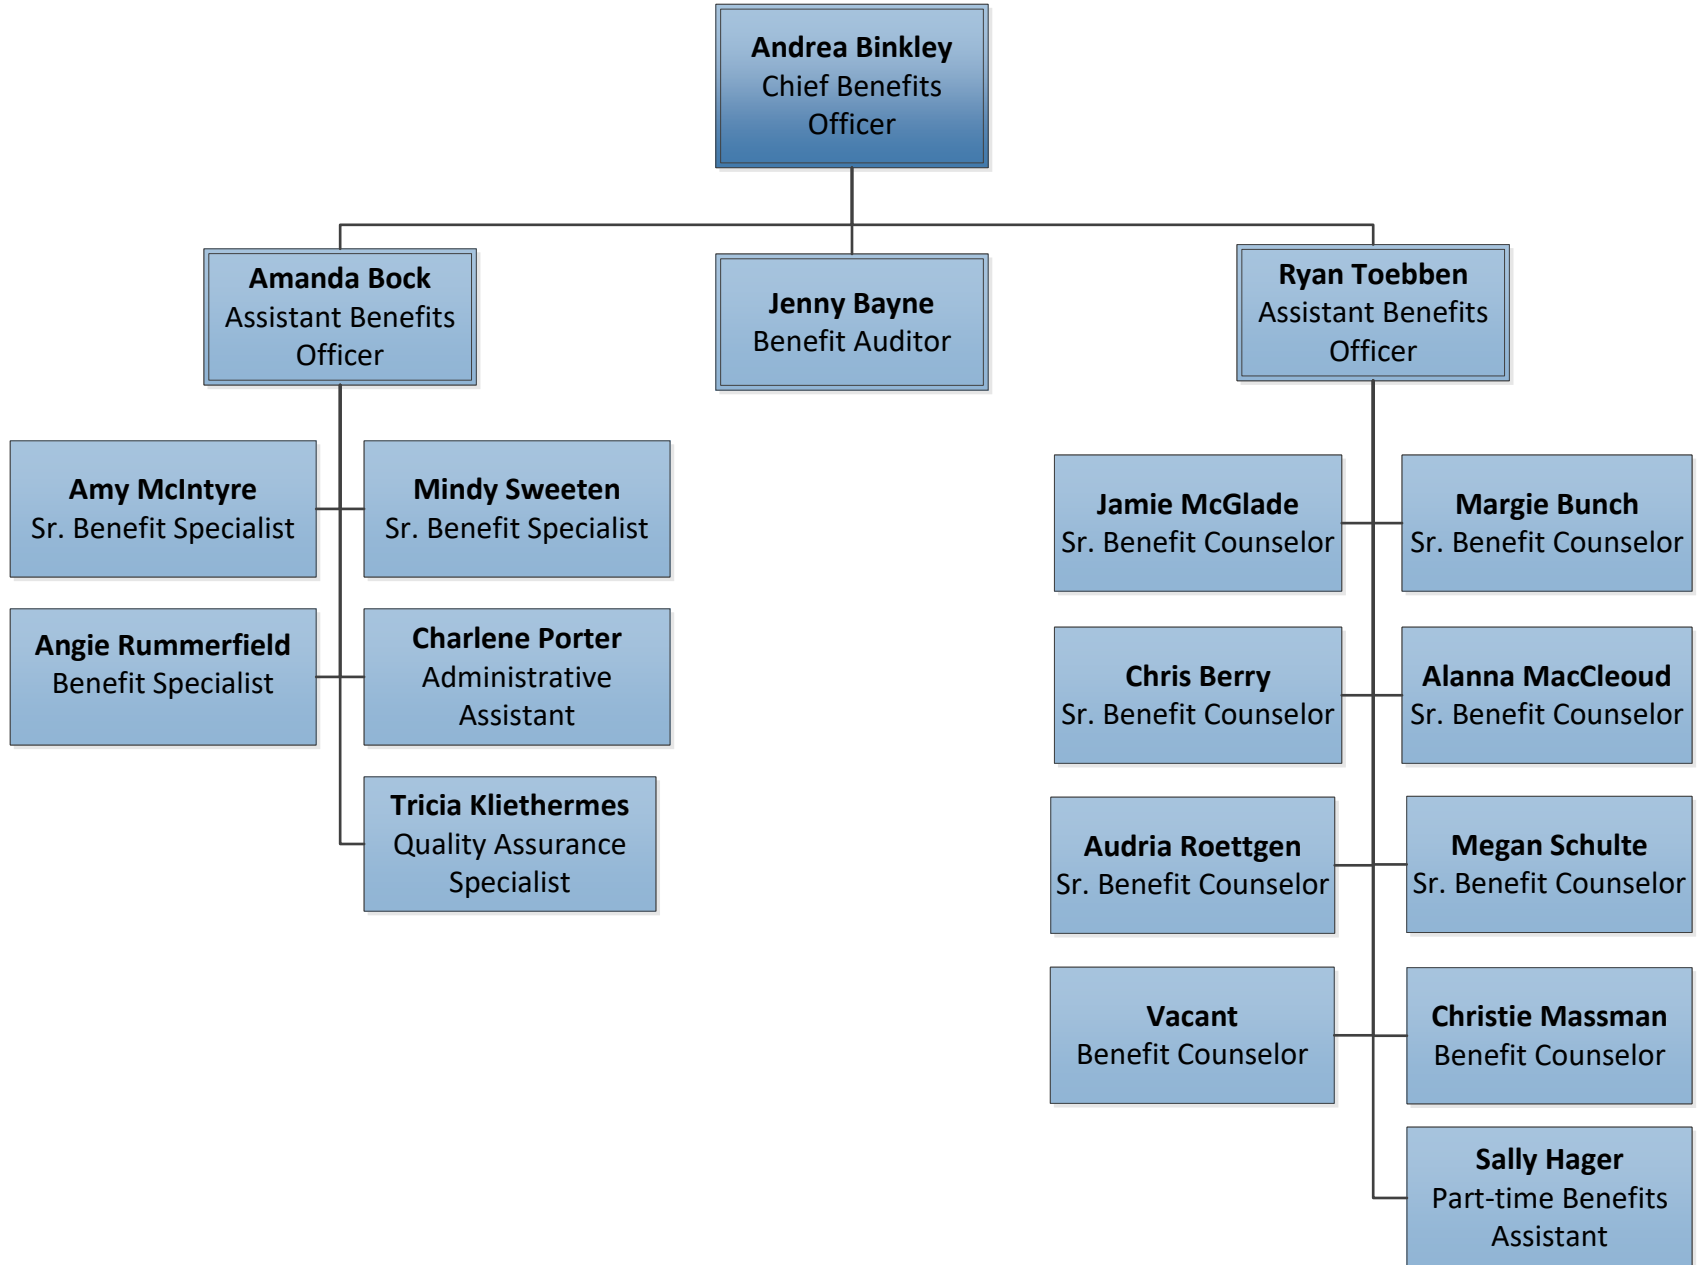 Andrea Binkley
Chief Benefits
Officer
Amanda Bock
Assistant Benefits
Officer
Jenny Bayne
Benefit Auditor
Ryan Toebben
Assistant Benefits
Officer
Amy McIntyre
Sr. Benefit Specialist
Mindy Sweeten
Sr. Benefit Specialist
Angie Rummerfield
Benefit Specialist
Charlene Porter
Administrative
Assistant
Tricia Kliethermes
Quality Assurance
Specialist
Jamie McGlade
Sr. Benefit Counselor
Margie Bunch
Sr. Benefit Counselor
Chris Berry
Sr. Benefit Counselor
Alanna MacCleoud
Sr. Benefit Counselor
Audria Roettgen
Sr. Benefit Counselor
Megan Schulte
Sr. Benefit Counselor
Vacant
Benefit Counselor
Christie Massman
Benefit Counselor
Sally Hager
Part-time Benefits
Assistant